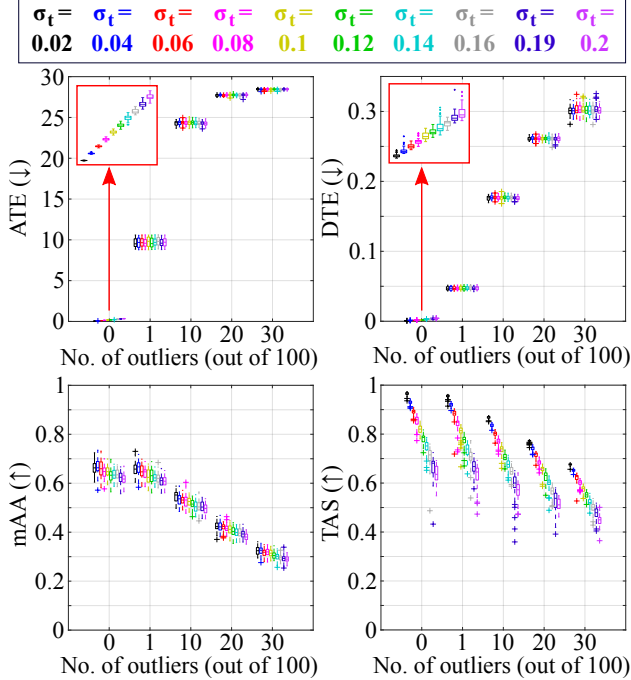 σt= σt= σt= σt= σt= σt= σt= σt= σt= σt=
0.02 0.04 0.06 0.08 0.1 0.12 0.14 0.16 0.19 0.2
ATE (↓)
30
25
20
15
10
5
0
0 1 10 20 30
No. of outliers (out of 100)
DTE (↓)
0.3
0.2
0.1
0
0 1 10 20 30
No. of outliers (out of 100)
mAA (↑)
1
0.8
0.6
0.4
0.2
0
0 1 10 20 30
No. of outliers (out of 100)
TAS (↑)
1
0.8
0.6
0.4
0.2
0
0 1 10 20 30
No. of outliers (out of 100)